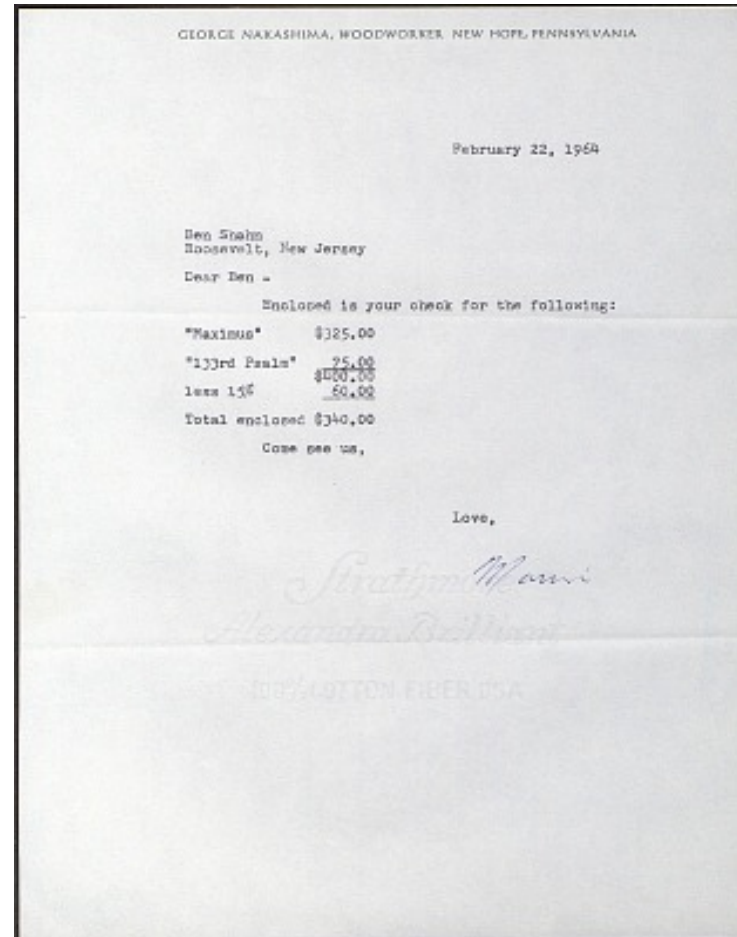 GEORGE NAKASHIMA, WOODWORKER NEW HOPE, PENNSYLVANIA
February 22, 1964
Ben Shahn
Roosevelt, New Jersey
Dear Ben -
Enclosed is your check for the following:
"Maximus" $325.00
"133rd Psalm" 75.00
$400.00
less 15% 60.00
Total enclosed $340.00
Come see us,
Love,
Strathmore
Alexandra Brilliant
100% COTTON FIBER USA